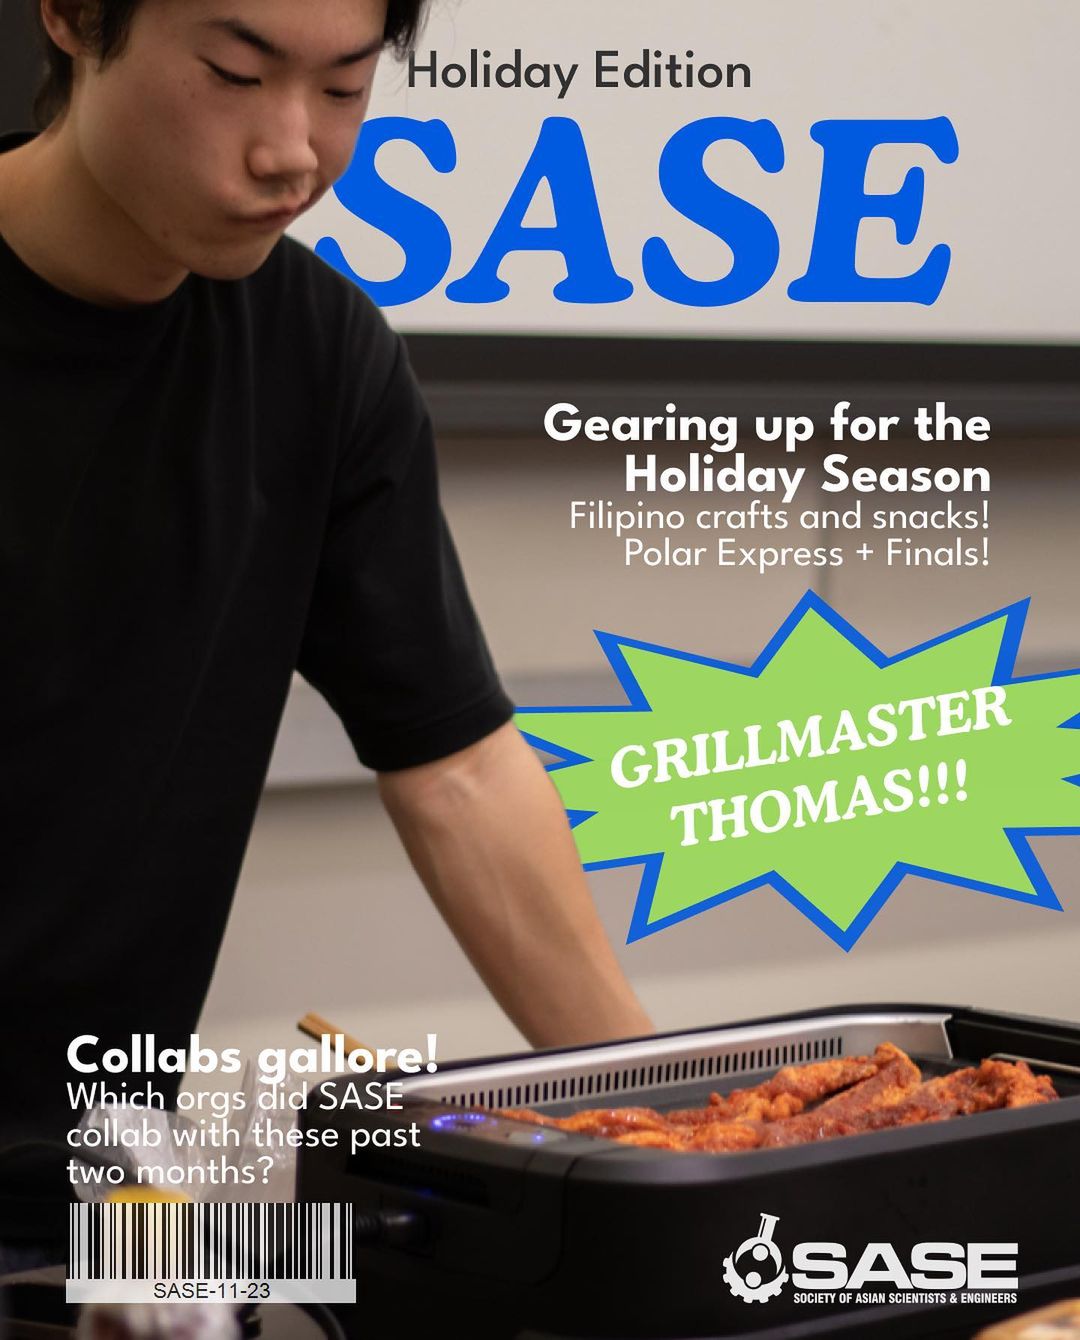 Holiday Edition
SASE
Gearing up for the
Holiday Season
Filipino crafts and snacks!
Polar Express + Finals!
GRILLMASTER
THOMAS!!!
Collabs gallore!
Which orgs did SASE
collab with these past
two months?
SASE-11-23
SASE
SOCIETY OF ASIAN SCIENTISTS & ENGINEERS